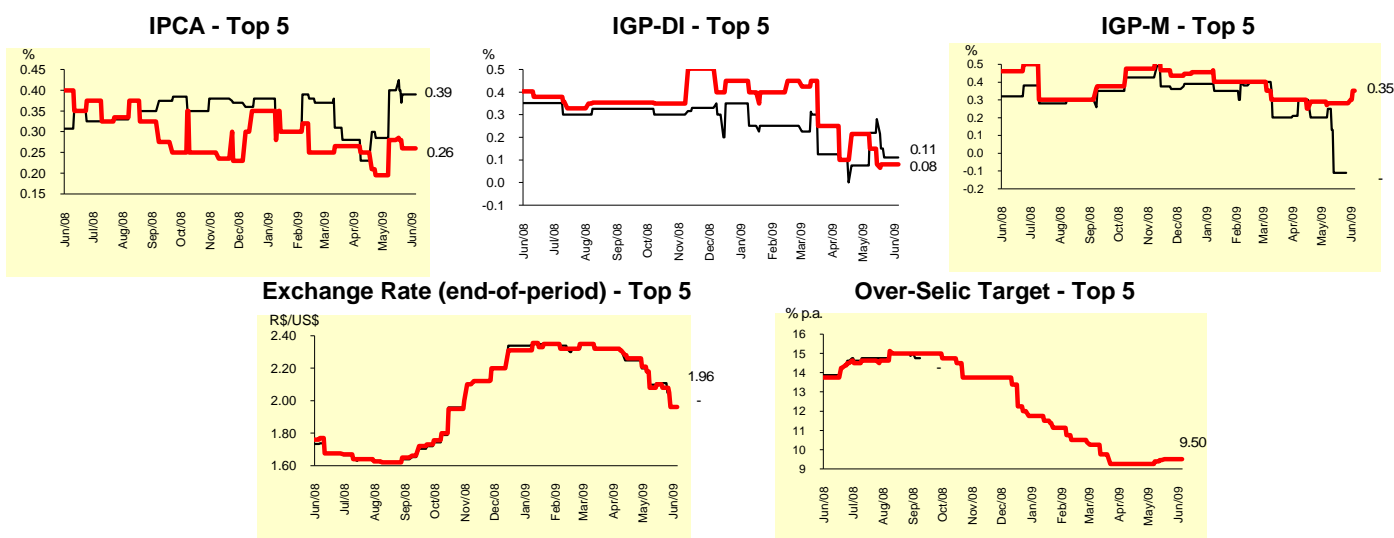 IPCA - Top 5
%
0.45
0.40
0.35
0.30
0.25
0.20
0.15
0.39
0.26
Jun/08
Jul/08
Aug/08
Sep/08
Oct/08
Nov/08
Dec/08
Jan/09
Feb/09
Mar/09
Apr/09
May/09
Jun/09
IGP-DI - Top 5
%
0.5
0.4
0.3
0.2
0.1
0.0
-0.1
0.11
0.08
Jun/08
Jul/08
Aug/08
Sep/08
Oct/08
Nov/08
Dec/08
Jan/09
Feb/09
Mar/09
Apr/09
May/09
Jun/09
IGP-M - Top 5
%
0.5
0.4
0.3
0.2
0.1
0.0
-0.1
-0.2
0.35
-
Jun/08
Jul/08
Aug/08
Sep/08
Oct/08
Nov/08
Dec/08
Jan/09
Feb/09
Mar/09
Apr/09
May/09
Jun/09
Exchange Rate (end-of-period) - Top 5
R$/US$
2.40
2.20
2.00
1.80
1.60
1.96
-
Jun/08
Jul/08
Aug/08
Sep/08
Oct/08
Nov/08
Dec/08
Jan/09
Feb/09
Mar/09
Apr/09
May/09
Jun/09
Over-Selic Target - Top 5
% p.a.
16
15
14
13
12
11
10
9
9.50
Jun/08
Jul/08
Aug/08
Sep/08
Oct/08
Nov/08
Dec/08
Jan/09
Feb/09
Mar/09
Apr/09
May/09
Jun/09